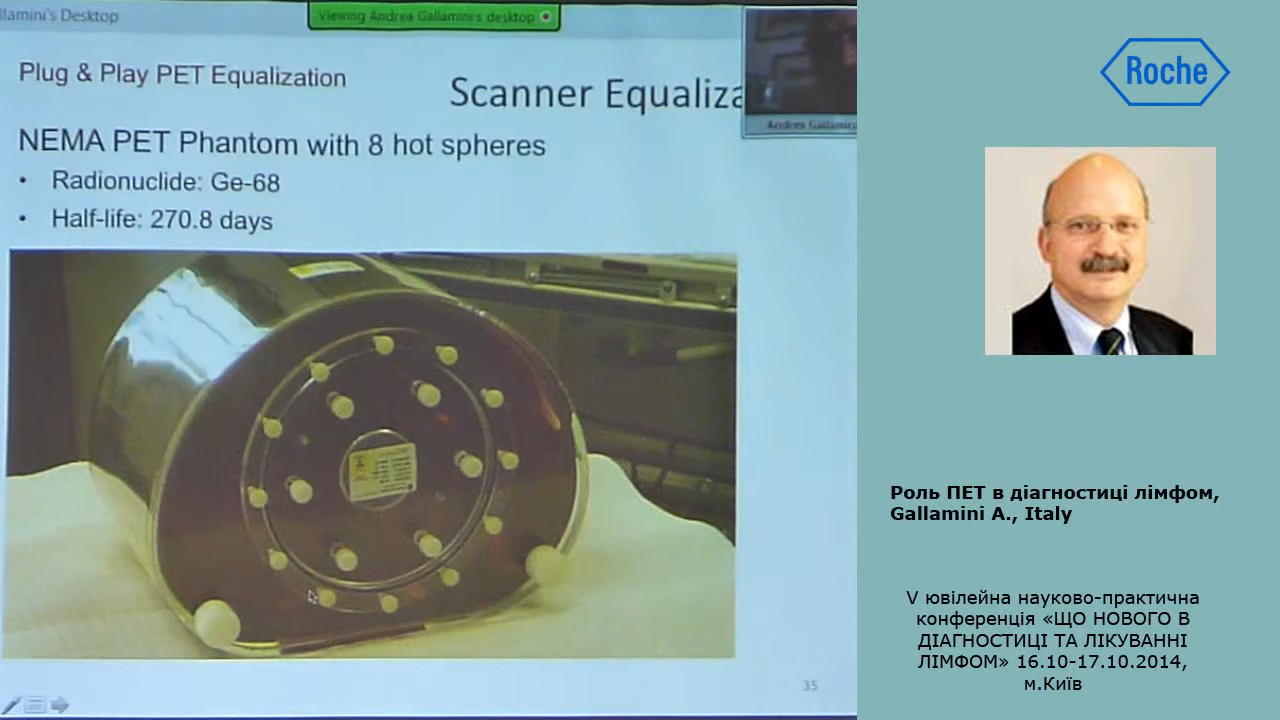 llamini's Desktop
Viewing Andrea Gallamini's desktop
Plug & Play PET Equalization
Scanner Equaliza
NEMA PET Phantom with 8 hot spheres
• Radionuclide: Ge-68
• Half-life: 270.8 days
Andrea Gallamini
35
Roche
Роль ПЕТ в діагностиці лімфом,
Gallamini A., Italy
V ювілейна науково-практична
конференція «ЩО НОВОГО В
ДІАГНОСТИЦІ ТА ЛІКУВАННІ
ЛІМФОМ» 16.10-17.10.2014,
м.Київ